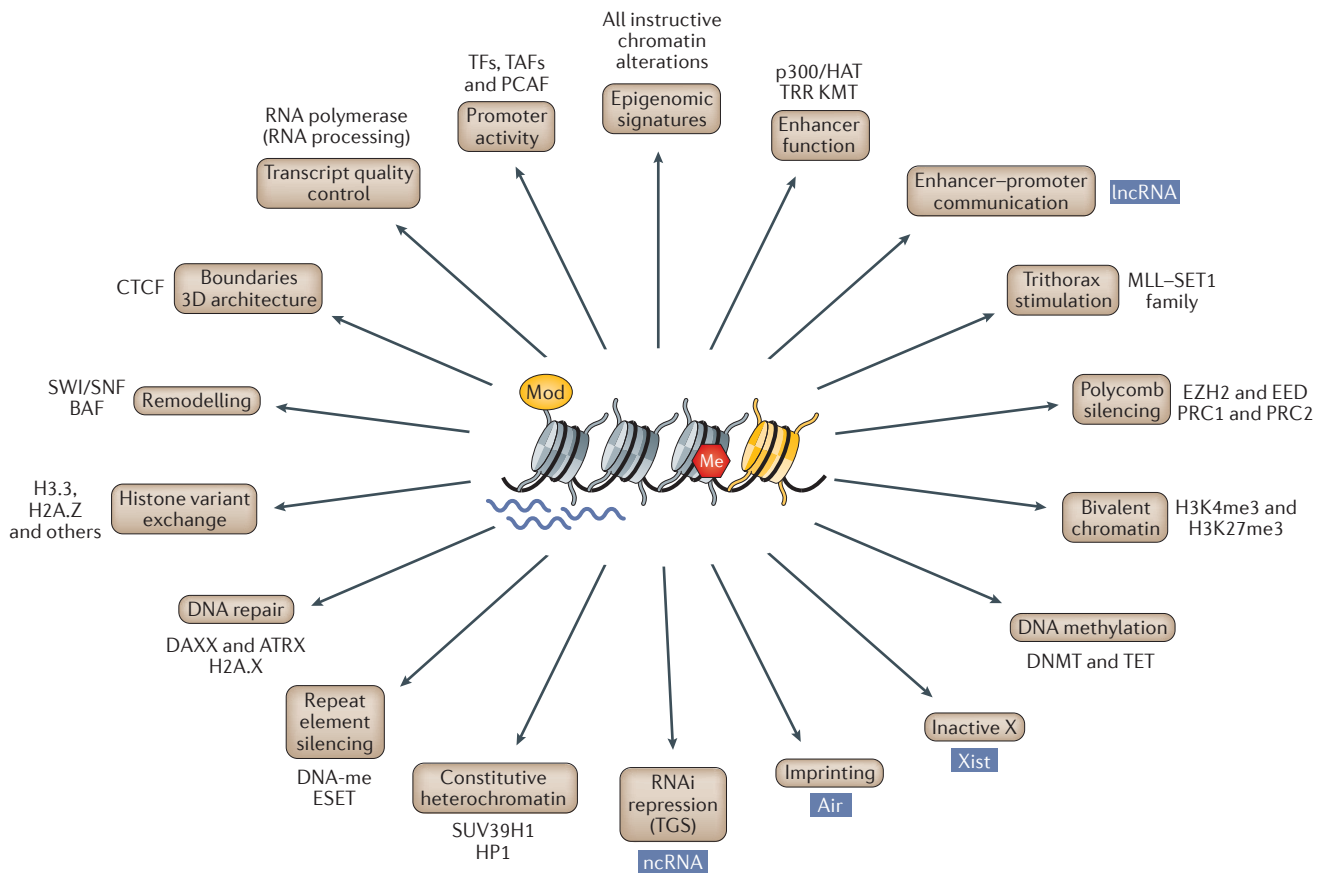 All instructive
chromatin
alterations
Epigenomic
signatures
TFs, TAFs
and PCAF
Promoter
activity
p300/HAT
TRR KMT
Enhancer
function
RNA polymerase
(RNA processing)
Transcript quality
control
Enhancer–promoter
communication
lncRNA
CTCF
Boundaries
3D architecture
Trithorax
stimulation
MLL–SET1
family
SWI/SNF
BAF
Remodelling
Mod
Me
Polycomb
silencing
EZH2 and EED
PRC1 and PRC2
H3.3,
H2A.Z
and others
Histone variant
exchange
Bivalent
chromatin
H3K4me3 and
H3K27me3
DNA repair
DAXX and ATRX
H2A.X
DNA methylation
DNMT and TET
Repeat
element
silencing
DNA-me
ESET
Inactive X
Xist
Constitutive
heterochromatin
SUV39H1
HP1
RNAi
repression
(TGS)
ncRNA
Imprinting
Air